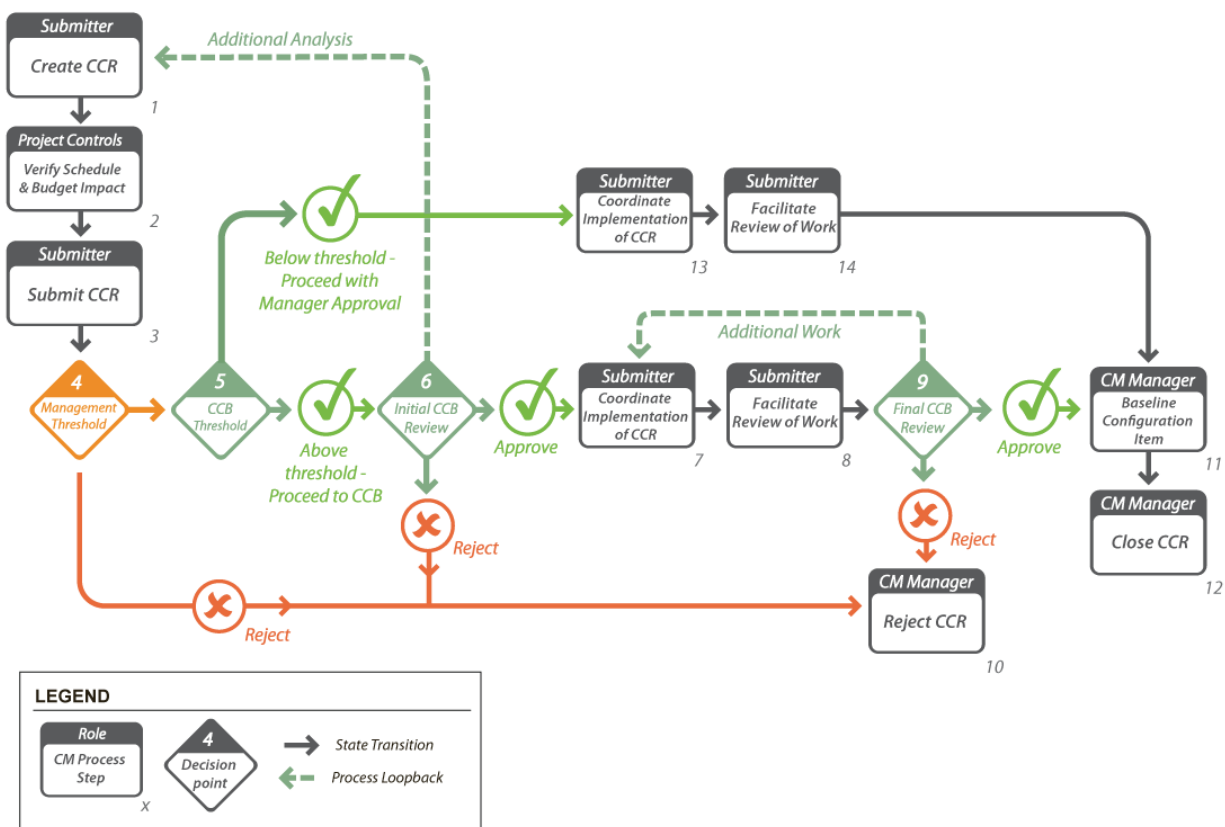 Submitter
Create CCR
1
Project Controls
Verify Schedule
& Budget Impact
2
Submitter
Submit CCR
3
4
Management
Threshold
Reject
5
CCB
Threshold
Below threshold -
Proceed with
Manager Approval
Above
threshold -
Proceed to CCB
Additional Analysis
6
Initial CCB
Review
Reject
Approve
Submitter
Coordinate
Implementation
of CCR
13
Submitter
Facilitate
Review of Work
14
Additional Work
Submitter
Coordinate
Implementation
of CCR
7
Submitter
Facilitate
Review of Work
8
9
Final CCB
Review
Reject
Approve
CM Manager
Reject CCR
10
CM Manager
Baseline
Configuration
Item
11
CM Manager
Close CCR
12
LEGEND
Role
CM Process
Step
x
4
Decision
point
State Transition
Process Loopback